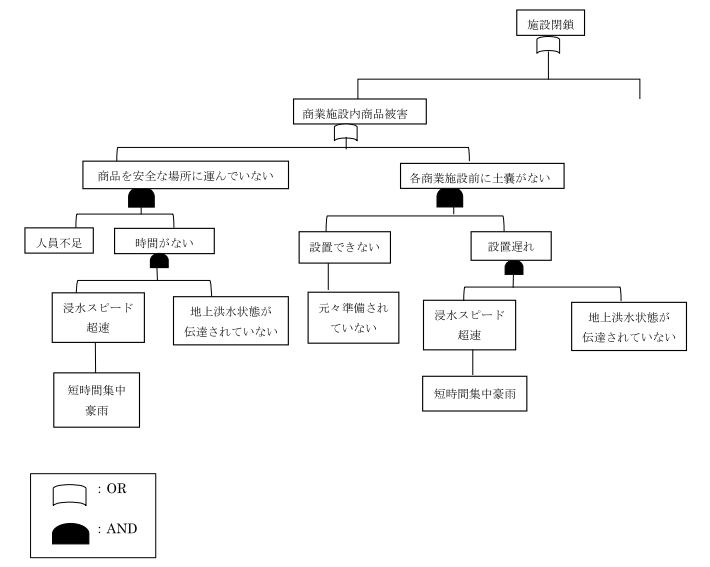 施設閉鎖
商業施設内商品被害
商品を安全な場所に運んでいない
各商業施設前に土嚢がない
人員不足
時間がない
設置できない
設置遅れ
浸水スピード
超速
地上洪水状態が
伝達されていない
元々準備され
ていない
浸水スピード
超速
地上洪水状態が
伝達されていない
短時間集中
豪雨
短時間集中豪雨
：OR
：AND